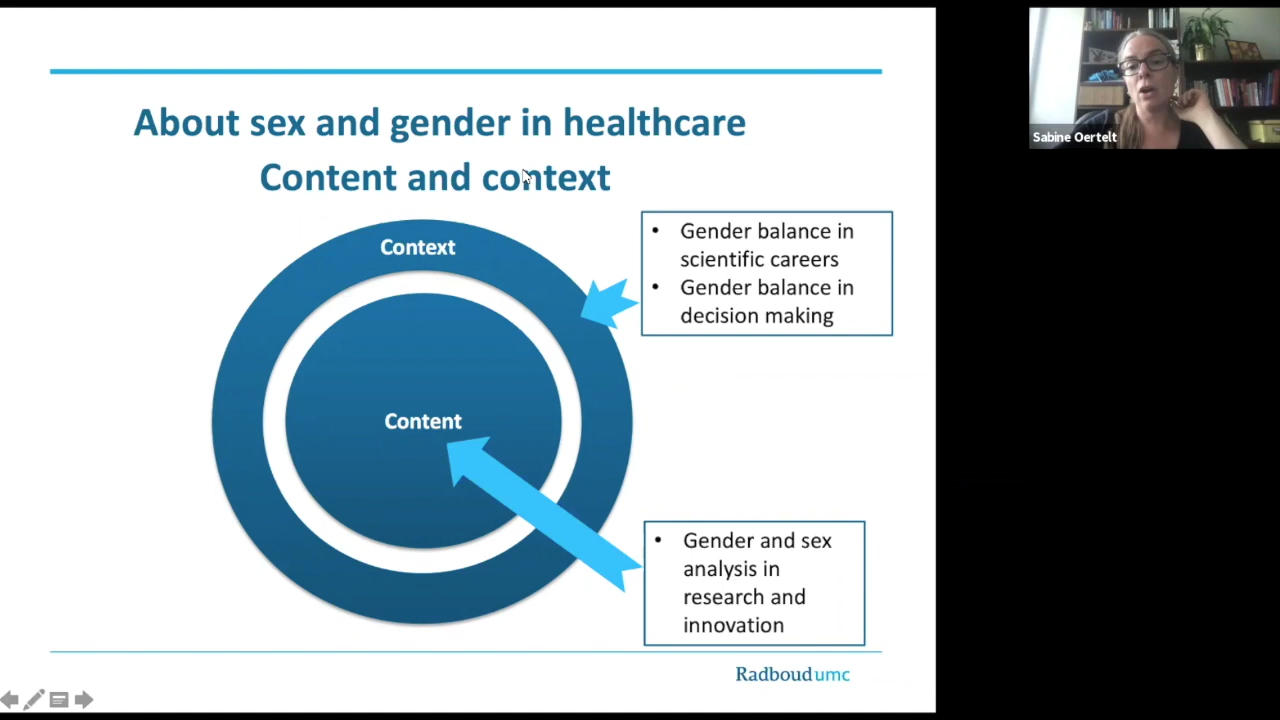 About sex and gender in healthcare
Content and context
Context
• Gender balance in
scientific careers
• Gender balance in
decision making
Content
• Gender and sex
analysis in
research and
innovation
Radboudumc
Sabine Oertelt